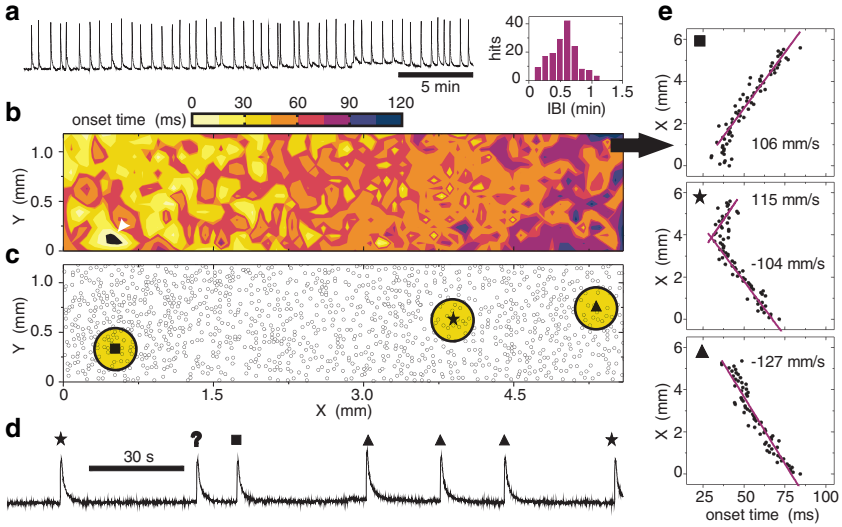 a
5 min
hits
40
20
0
0 0.5 1 1.5
IBI (min)
b
onset time (ms)
0 30 60 90 120
Y (mm)
1.0
0.5
0
c
Y (mm)
1.0
0.5
0
0 1.5 3.0 4.5
X (mm)
d
30 s
?
e
X (mm)
6
4
2
0
106 mm/s
X (mm)
6
4
2
0
115 mm/s
-104 mm/s
X (mm)
6
4
2
0
-127 mm/s
25 50 75 100
onset time (ms)